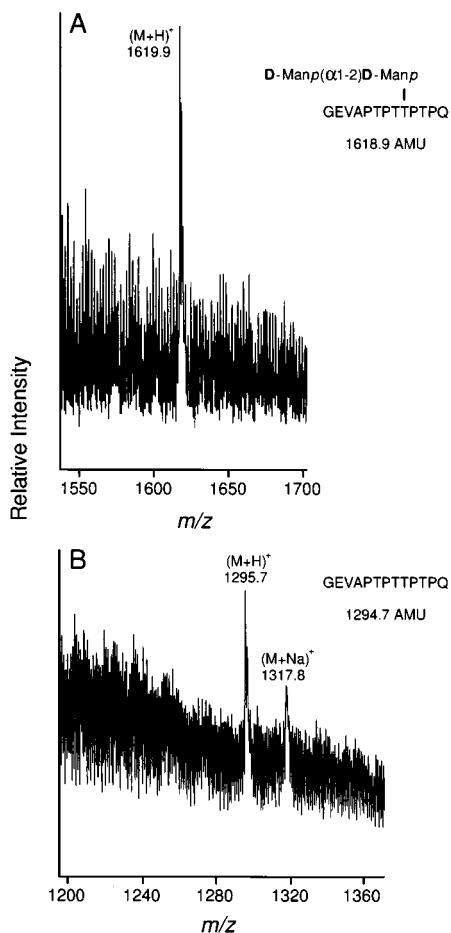 A
(M+H)+
1619.9
D-Manp(α1-2)D-Manp
GEVAPTPTTPTPQ
1618.9 AMU
1550 1600 1650 1700
m/z
Relative Intensity
B
(M+H)+
1295.7
GEVAPTPTTPTPQ
1294.7 AMU
(M+Na)+
1317.8
1200 1240 1280 1320 1360
m/z